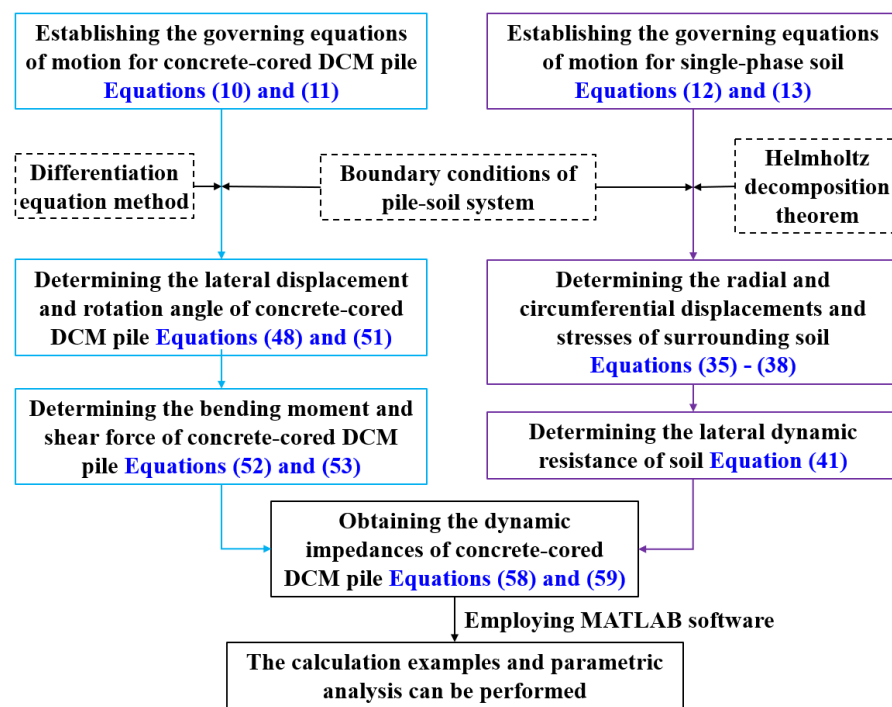 Establishing the governing equations
of motion for concrete-cored DCM pile
Equations (10) and (11)
Establishing the governing equations
of motion for single-phase soil
Equations (12) and (13)
Differentiation
equation method
Boundary conditions of
pile-soil system
Helmholtz
decomposition
theorem
Determining the lateral displacement
and rotation angle of concrete-cored
DCM pile Equations (48) and (51)
Determining the radial and
circumferential displacements and
stresses of surrounding soil
Equations (35) - (38)
Determining the bending moment and
shear force of concrete-cored DCM
pile Equations (52) and (53)
Determining the lateral dynamic
resistance of soil Equation (41)
Obtaining the dynamic
impedances of concrete-cored
DCM pile Equations (58) and (59)
Employing MATLAB software
The calculation examples and parametric
analysis can be performed